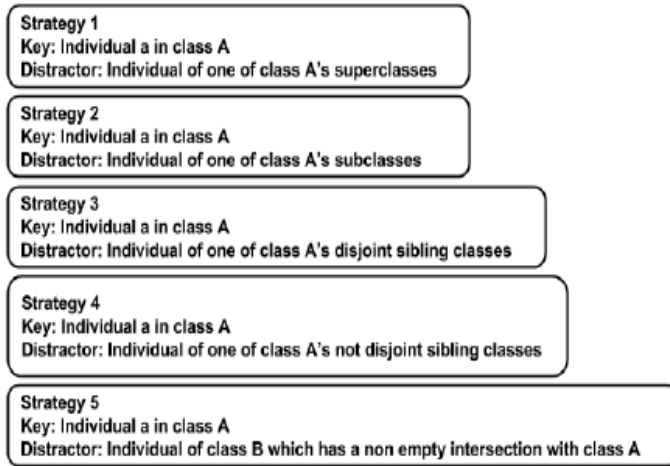 Strategy 1
Key: Individual a in class A
Distractor: Individual of one of class A's superclasses
Strategy 2
Key: Individual a in class A
Distractor: Individual of one of class A's subclasses
Strategy 3
Key: Individual a in class A
Distractor: Individual of one of class A's disjoint sibling classes
Strategy 4
Key: Individual a in class A
Distractor: Individual of one of class A's not disjoint sibling classes
Strategy 5
Key: Individual a in class A
Distractor: Individual of class B which has a non empty intersection with class A